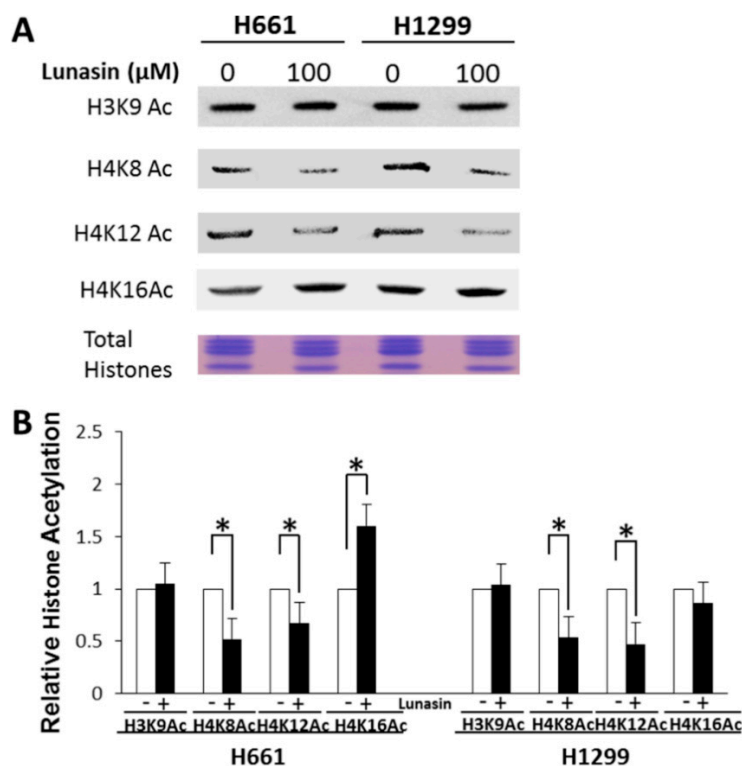 A
H661 H1299
Lunasin (µM) 0 100 0 100
H3K9 Ac
H4K8 Ac
H4K12 Ac
H4K16Ac
Total
Histones
B
Relative Histone Acetylation
2.5
2
1.5
1
0.5
0
* * * * *
- + - + - + - + Lunasin - + - + - + - +
H3K9Ac H4K8Ac H4K12Ac H4K16Ac H3K9Ac H4K8Ac H4K12Ac H4K16Ac
H661 H1299